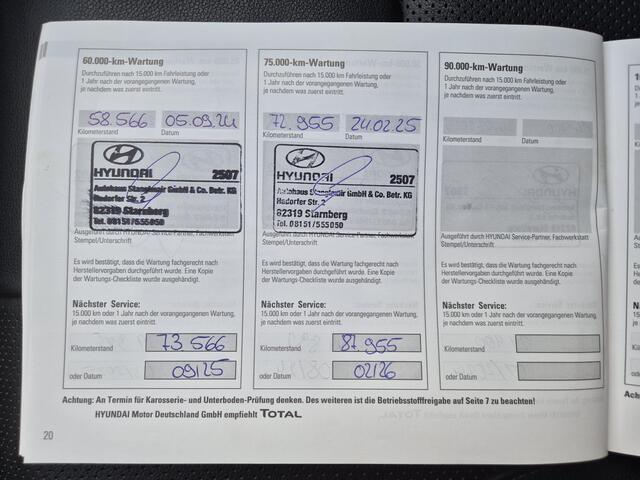 60.000-km-Wartung
Durchzuführen nach 15.000 km Fahrleistung oder
1 Jahr nach der vorangegangenen Wartung,
je nachdem was zuerst eintritt.
58.566 05.09.24
Kilometerstand Datum
HYUNDAI 2507
Autohaus Stanglmair GmbH & Co. Betr. KG
Hadorfer Str. 2
82319 Starnberg
Tel. 08151/555050
Ausgeführt durch HYUNDAI Service-Partner, Fachwerkstatt
Stempel/Unterschrift
Es wird bestätigt, dass die Wartung fachgerecht nach
Herstellervorgaben durchgeführt wurde. Eine Kopie
der Wartungs-Checkliste wurde ausgehändigt.
Nächster Service:
15.000 km oder 1 Jahr nach der vorangegangenen Wartung,
je nachdem was zuerst eintritt.
Kilometerstand 73.566
oder Datum 09/25
75.000-km-Wartung
Durchzuführen nach 15.000 km Fahrleistung oder
1 Jahr nach der vorangegangenen Wartung,
je nachdem was zuerst eintritt.
72.955 24.02.25
Kilometerstand Datum
HYUNDAI 2507
Autohaus Stanglmair GmbH & Co. Betr. KG
Hadorfer Str. 2
82319 Starnberg
Tel. 08151/555050
Ausgeführt durch HYUNDAI Service-Partner, Fachwerkstatt
Stempel/Unterschrift
Es wird bestätigt, dass die Wartung fachgerecht nach
Herstellervorgaben durchgeführt wurde. Eine Kopie
der Wartungs-Checkliste wurde ausgehändigt.
Nächster Service:
15.000 km oder 1 Jahr nach der vorangegangenen Wartung,
je nachdem was zuerst eintritt.
Kilometerstand 87.955
oder Datum 02/26
90.000-km-Wartung
Durchzuführen nach 15.000 km Fahrleistung oder
1 Jahr nach der vorangegangenen Wartung,
je nachdem was zuerst eintritt.
Kilometerstand Datum
Ausgeführt durch HYUNDAI Service-Partner, Fachwerkstatt
Stempel/Unterschrift
Es wird bestätigt, dass die Wartung fachgerecht nach
Herstellervorgaben durchgeführt wurde. Eine Kopie
der Wartungs-Checkliste wurde ausgehändigt.
Nächster Service:
15.000 km oder 1 Jahr nach der vorangegangenen Wartung,
je nachdem was zuerst eintritt.
Kilometerstand
oder Datum
Achtung: An Termin für Karosserie- und Unterboden-Prüfung denken. Des weiteren ist die Betriebsstofffreigabe auf Seite 7 zu beachten!
HYUNDAI Motor Deutschland GmbH empfiehlt TOTAL
20